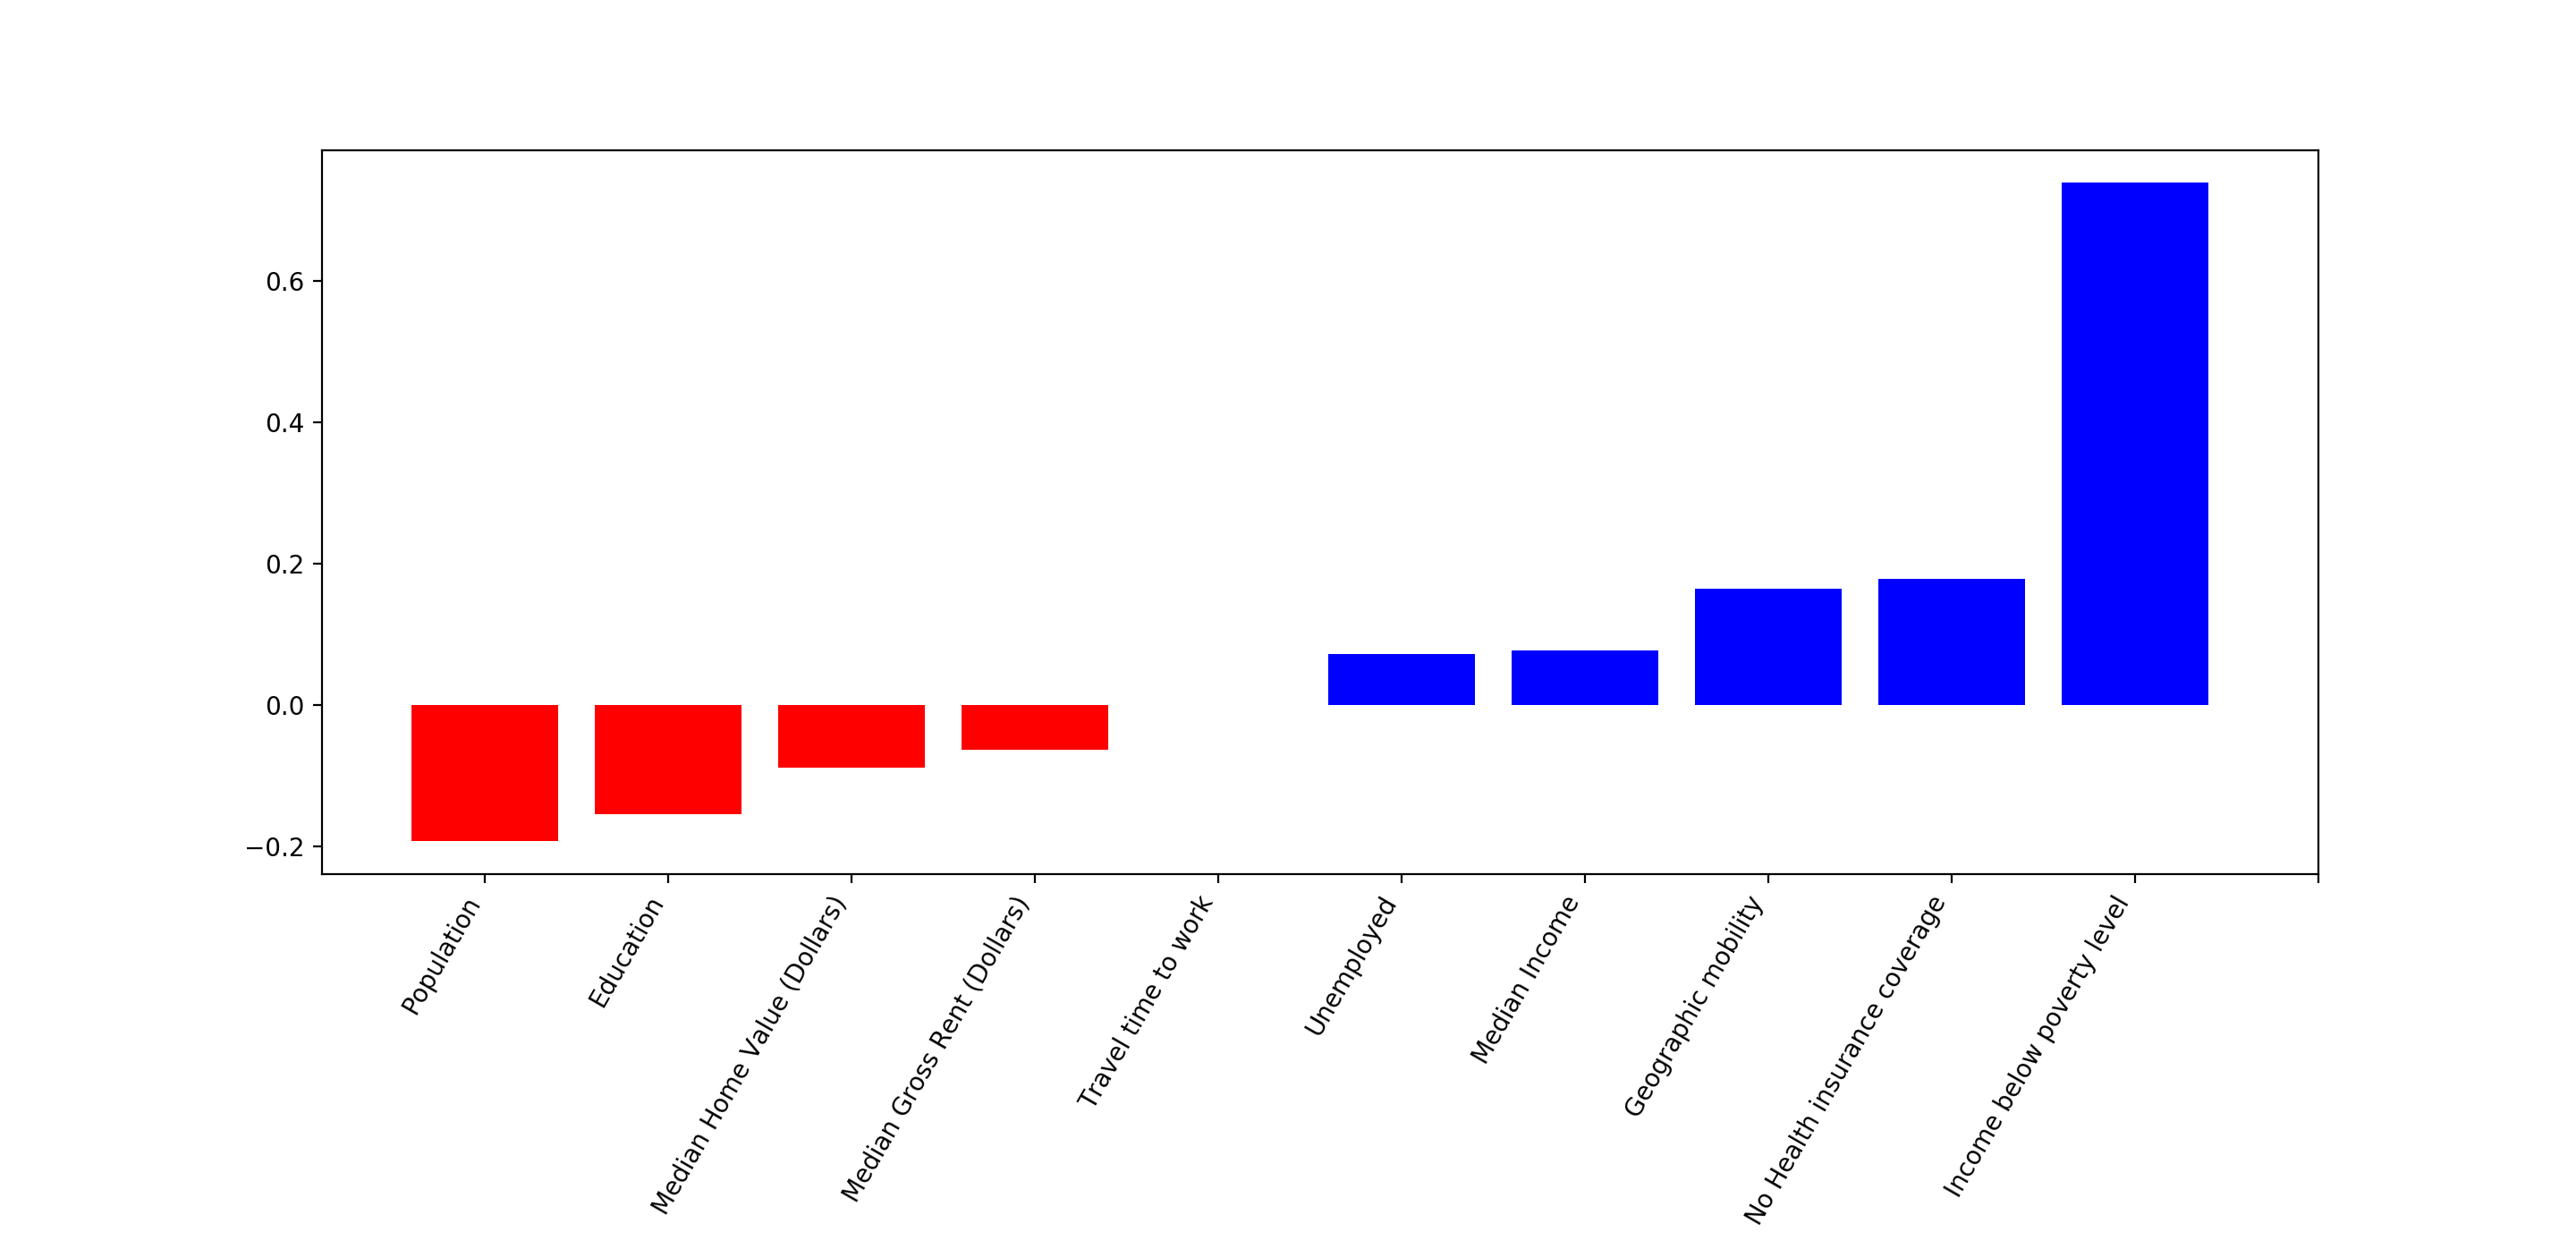 0.6
0.4
0.2
0.0
−0.2
Population
Education
Median Home Value (Dollars)
Median Gross Rent (Dollars)
Travel time to work
Unemployed
Median Income
Geographic mobility
No Health insurance coverage
Income below poverty level